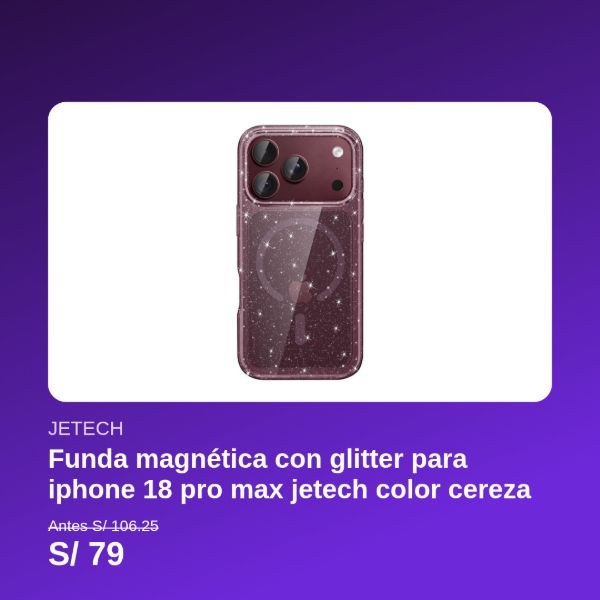 JETECH
Funda magnética con glitter para
iphone 18 pro max jetech color cereza
Antes S/ 106.25
S/ 79